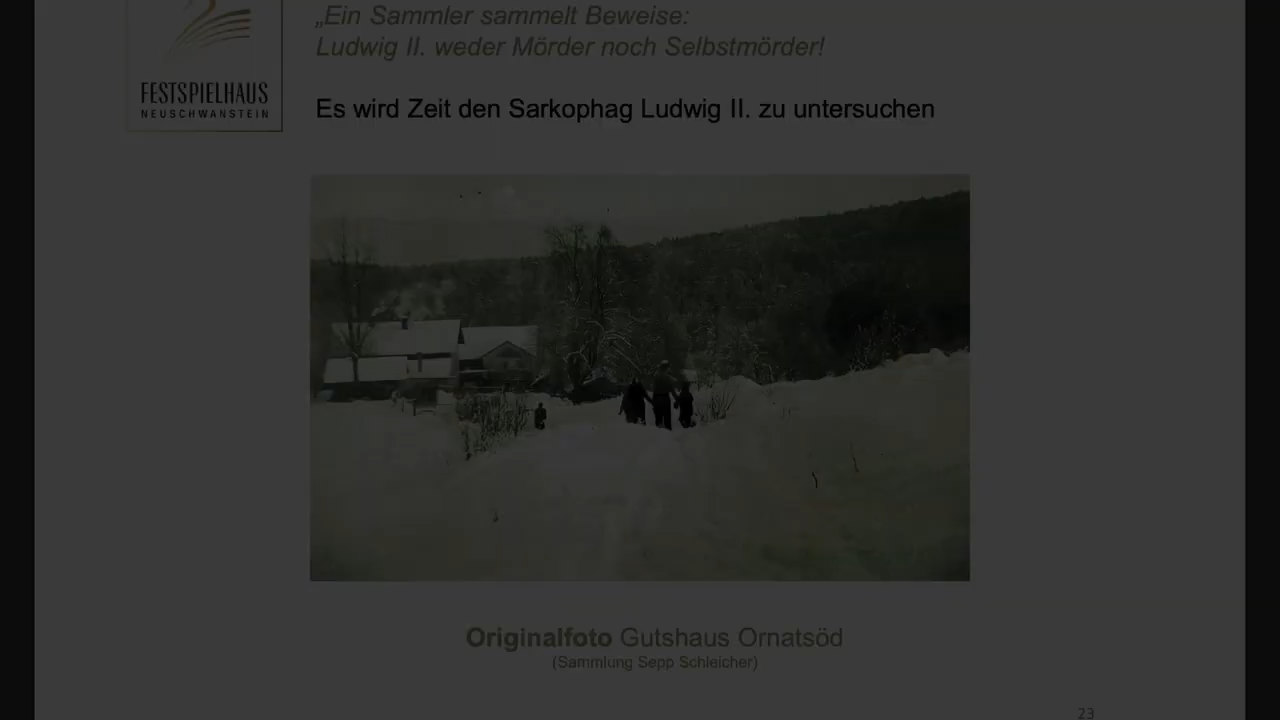 „Ein Sammler sammelt Beweise:
Ludwig II. weder Mörder noch Selbstmörder!
FESTSPIELHAUS
NEUSCHWANSTEIN
Es wird Zeit den Sarkophag Ludwig II. zu untersuchen
Originalfoto Gutshaus Ornatsöd
(Sammlung Sepp Schleicher)
23